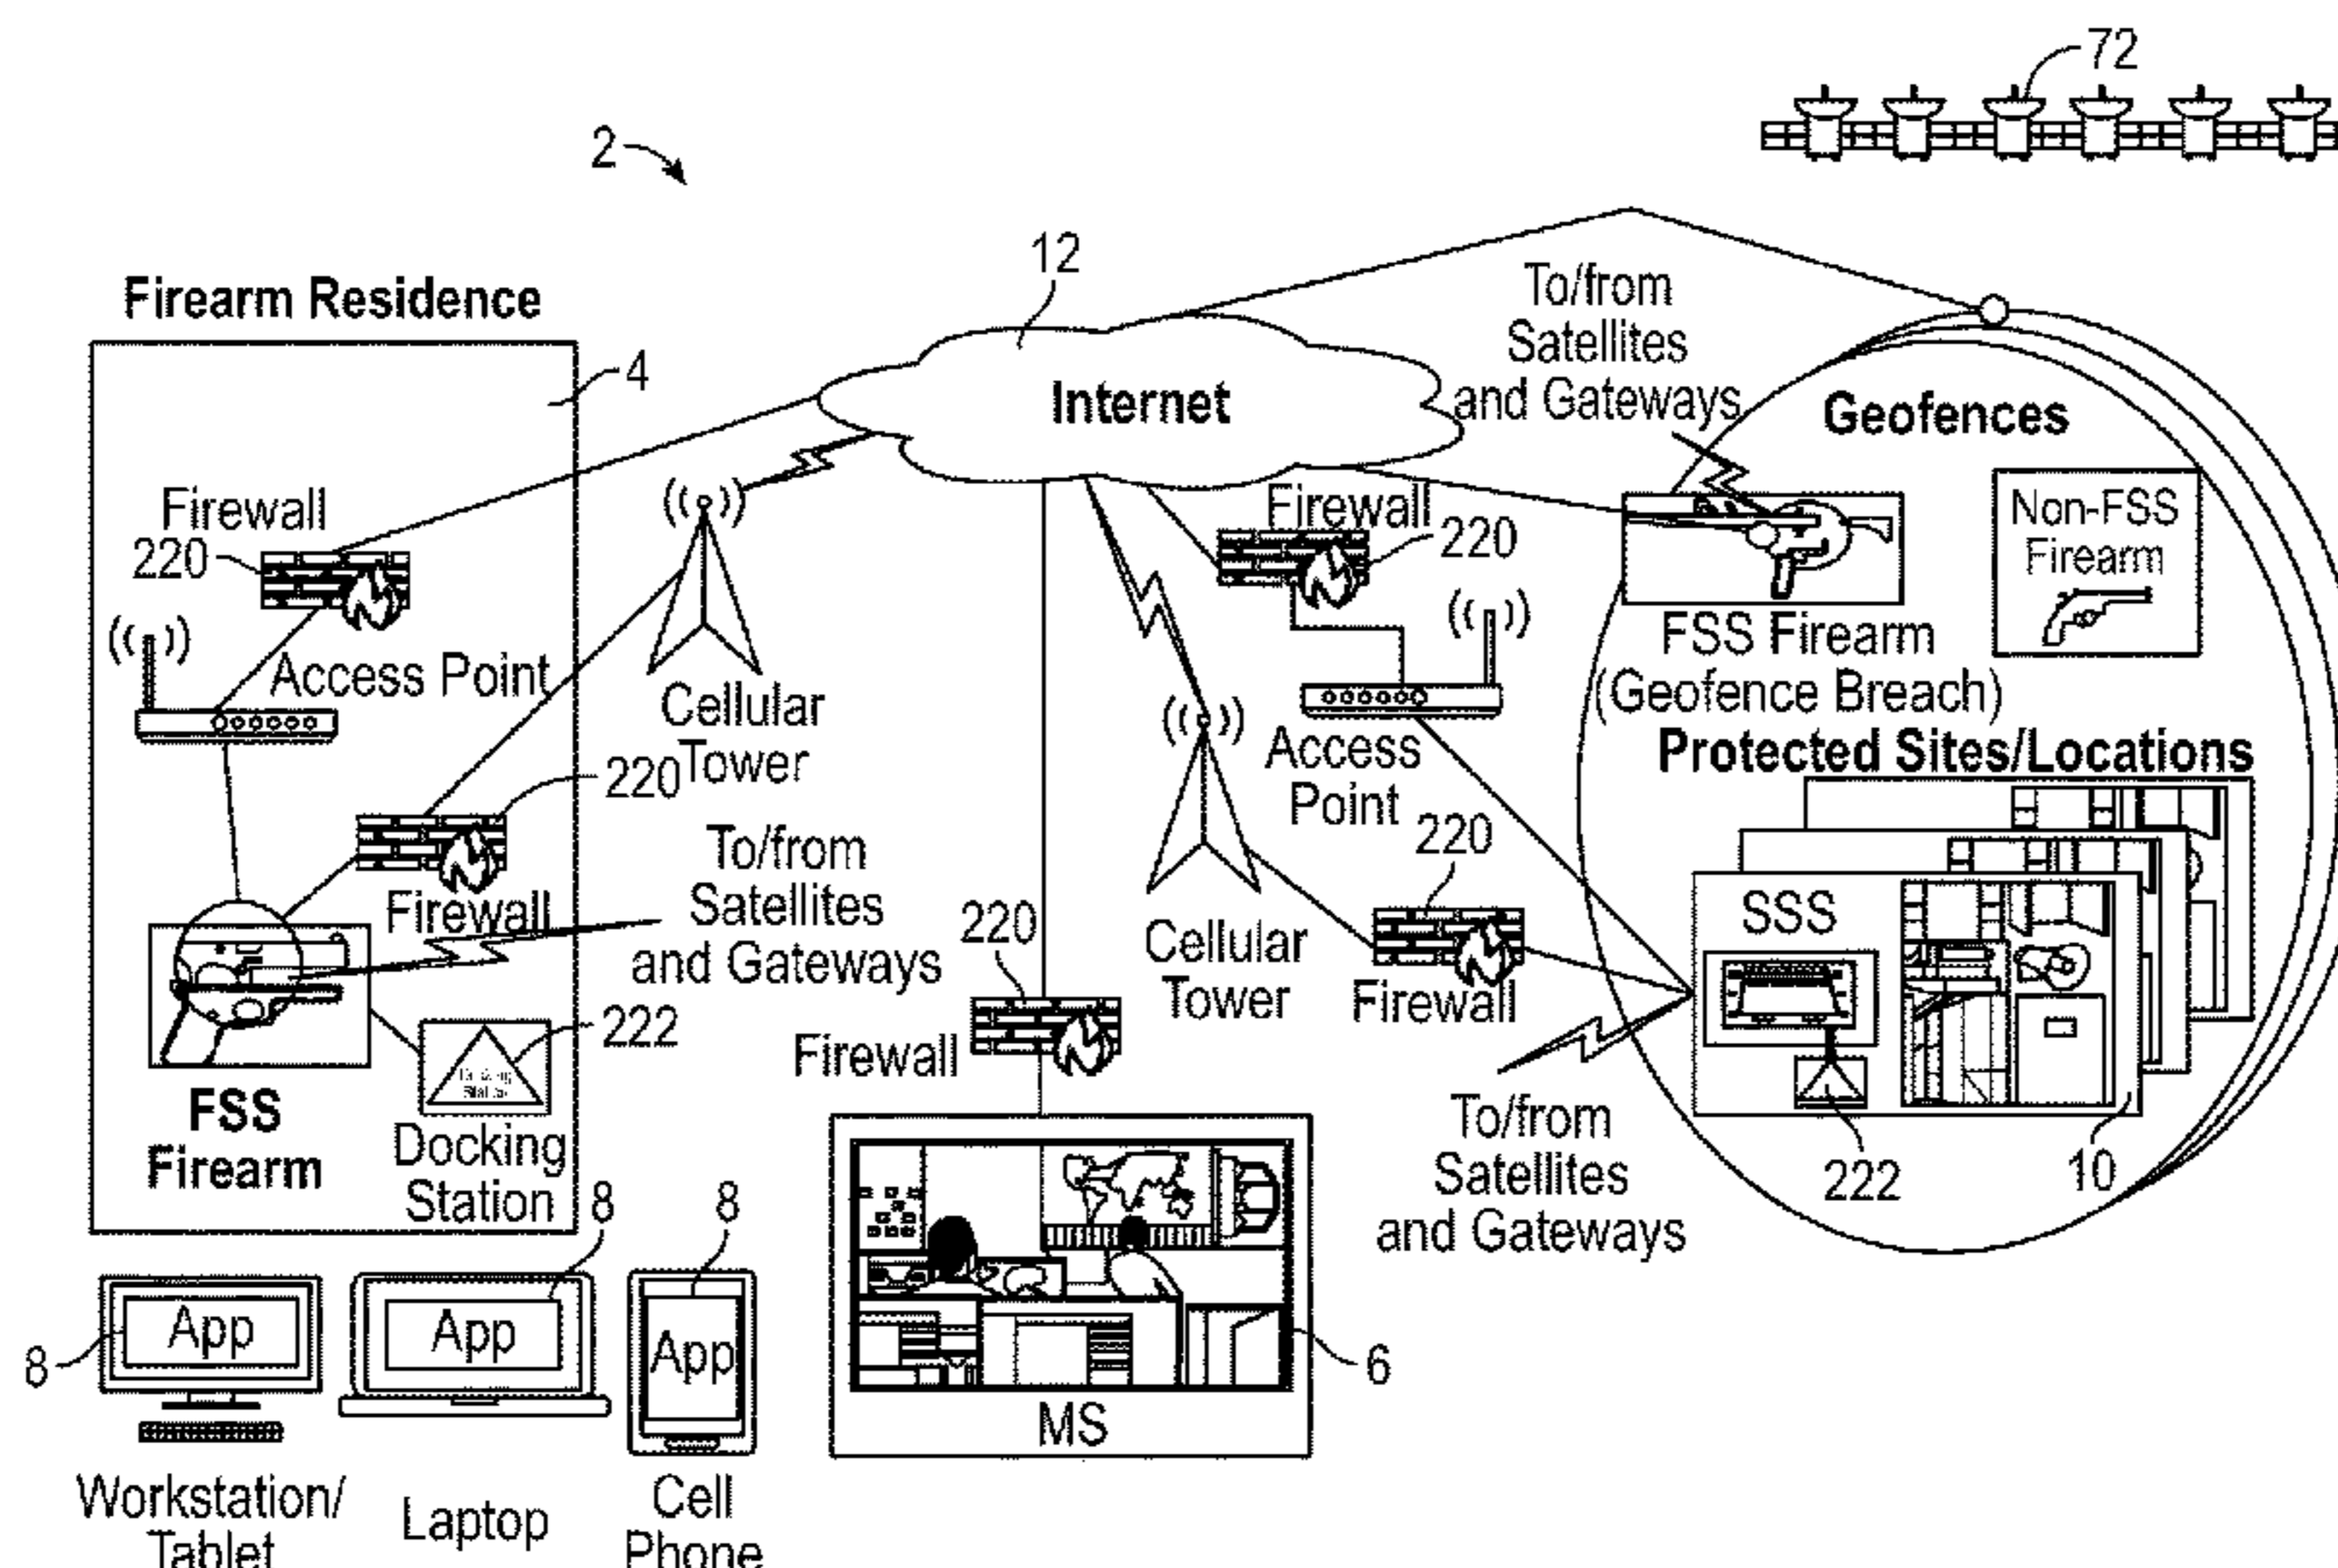 72
2
12
Firearm Residence
4
Internet
To/from
Satellites
and Gateways
Geofences
Firewall
220
Firewall
220
Non-FSS
Firearm
FSS Firearm
(Geofence Breach)
Access Point
Cellular
Tower
220
Access
Point
Protected Sites/Locations
Firewall
To/from
Satellites
and Gateways
220
Cellular
Tower
220
Firewall
SSS
222
Firewall
FSS
Firearm
Docking
Station
To/from
Satellites
and Gateways
222
10
8
App
8
App
8
App
6
MS
Workstation/
Tablet
Laptop
Cell
Phone